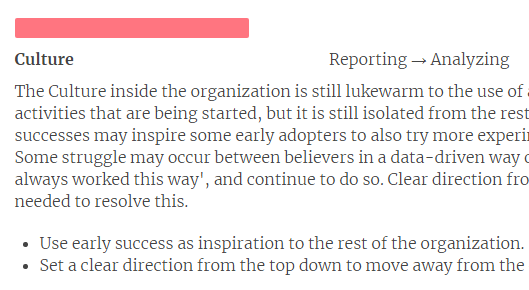 Culture
Reporting → Analyzing
The Culture inside the organization is still lukewarm to the use of
activities that are being started, but it is still isolated from the rest
successes may inspire some early adopters to also try more
Some struggle may occur between believers in a data-driven way
always worked this way', and continue to do so. Clear direction
needed to resolve this.
• Use early success as inspiration to the rest of the organization.
• Set a clear direction from the top down to move away from the